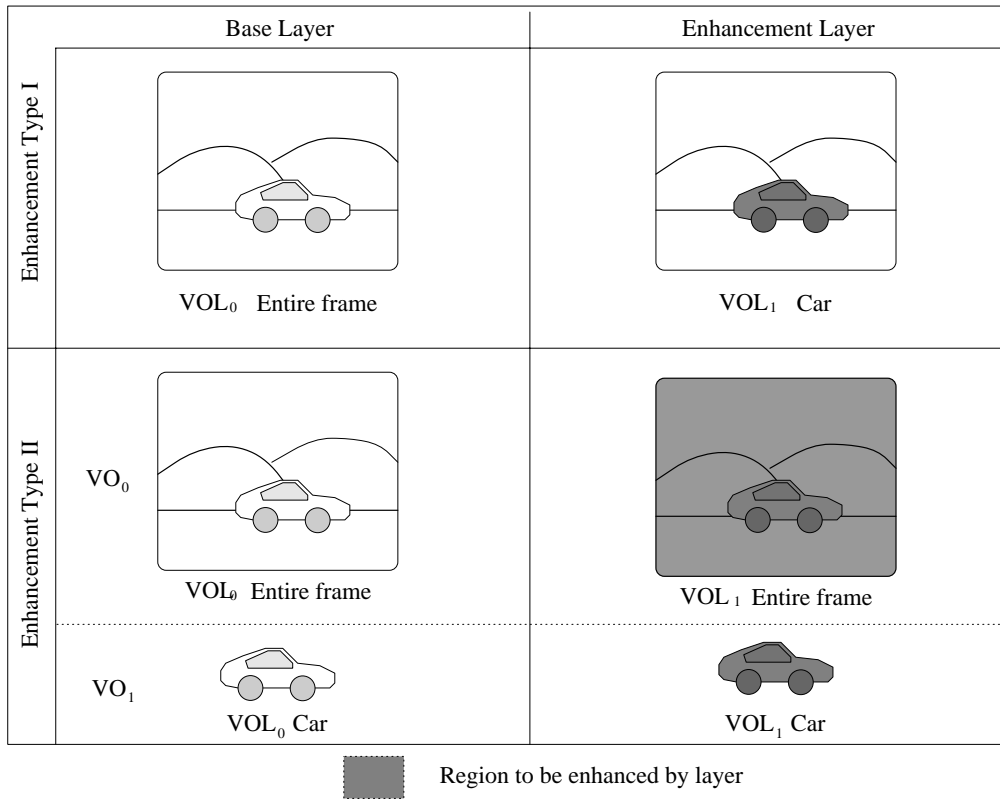 Base Layer
Enhancement Layer
Enhancement Type I
VOL₀ Entire frame
VOL₁ Car
Enhancement Type II
VO₀
VOL₀ Entire frame
VOL₁ Entire frame
VO₁
VOL₀ Car
VOL₁ Car
Region to be enhanced by layer